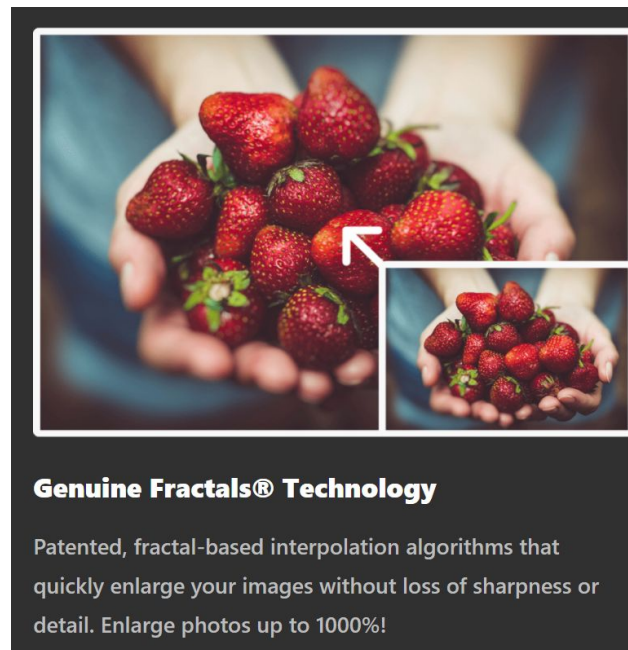 Genuine Fractals® Technology
Patented, fractal-based interpolation algorithms that
quickly enlarge your images without loss of sharpness or
detail. Enlarge photos up to 1000%!